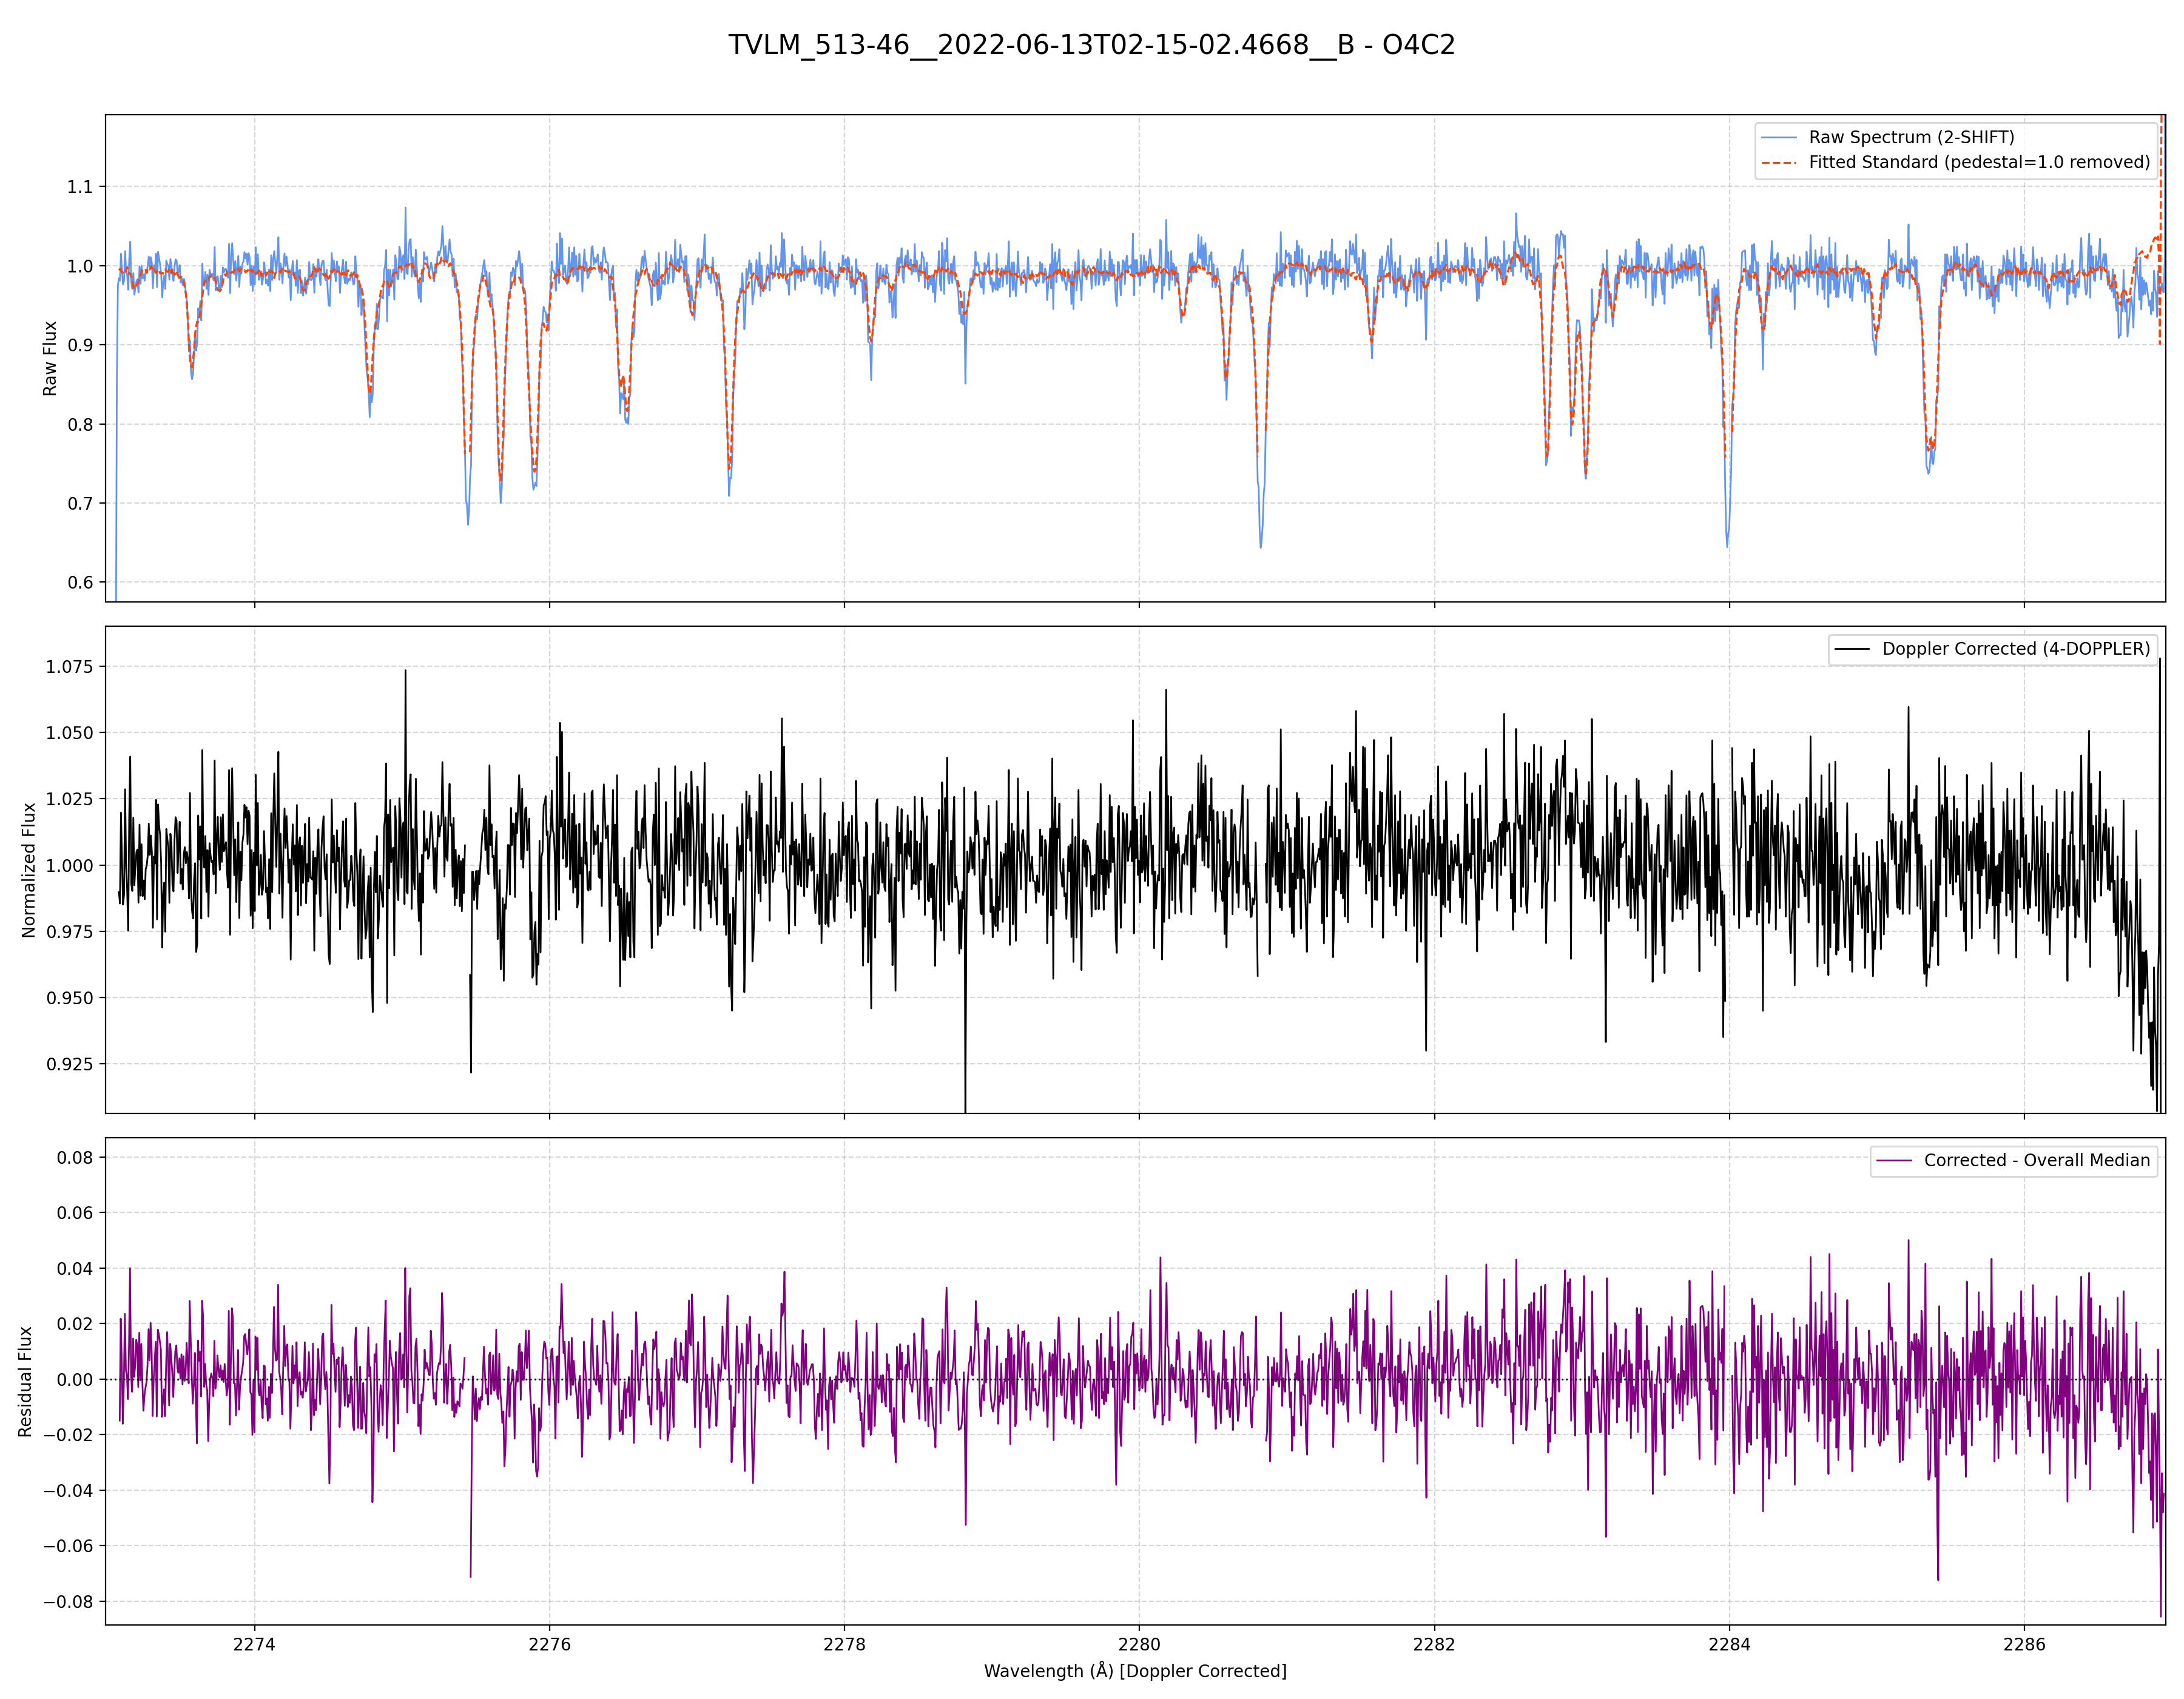 TVLM_513-46__2022-06-13T02-15-02.4668__B - O4C2
Raw Spectrum (2-SHIFT)
Fitted Standard (pedestal=1.0 removed)
Raw Flux
1.1
1.0
0.9
0.8
0.7
0.6
Doppler Corrected (4-DOPPLER)
Normalized Flux
1.075
1.050
1.025
1.000
0.975
0.950
0.925
Corrected - Overall Median
Residual Flux
0.08
0.06
0.04
0.02
0.00
−0.02
−0.04
−0.06
−0.08
2274 2276 2278 2280 2282 2284 2286
Wavelength (Å) [Doppler Corrected]